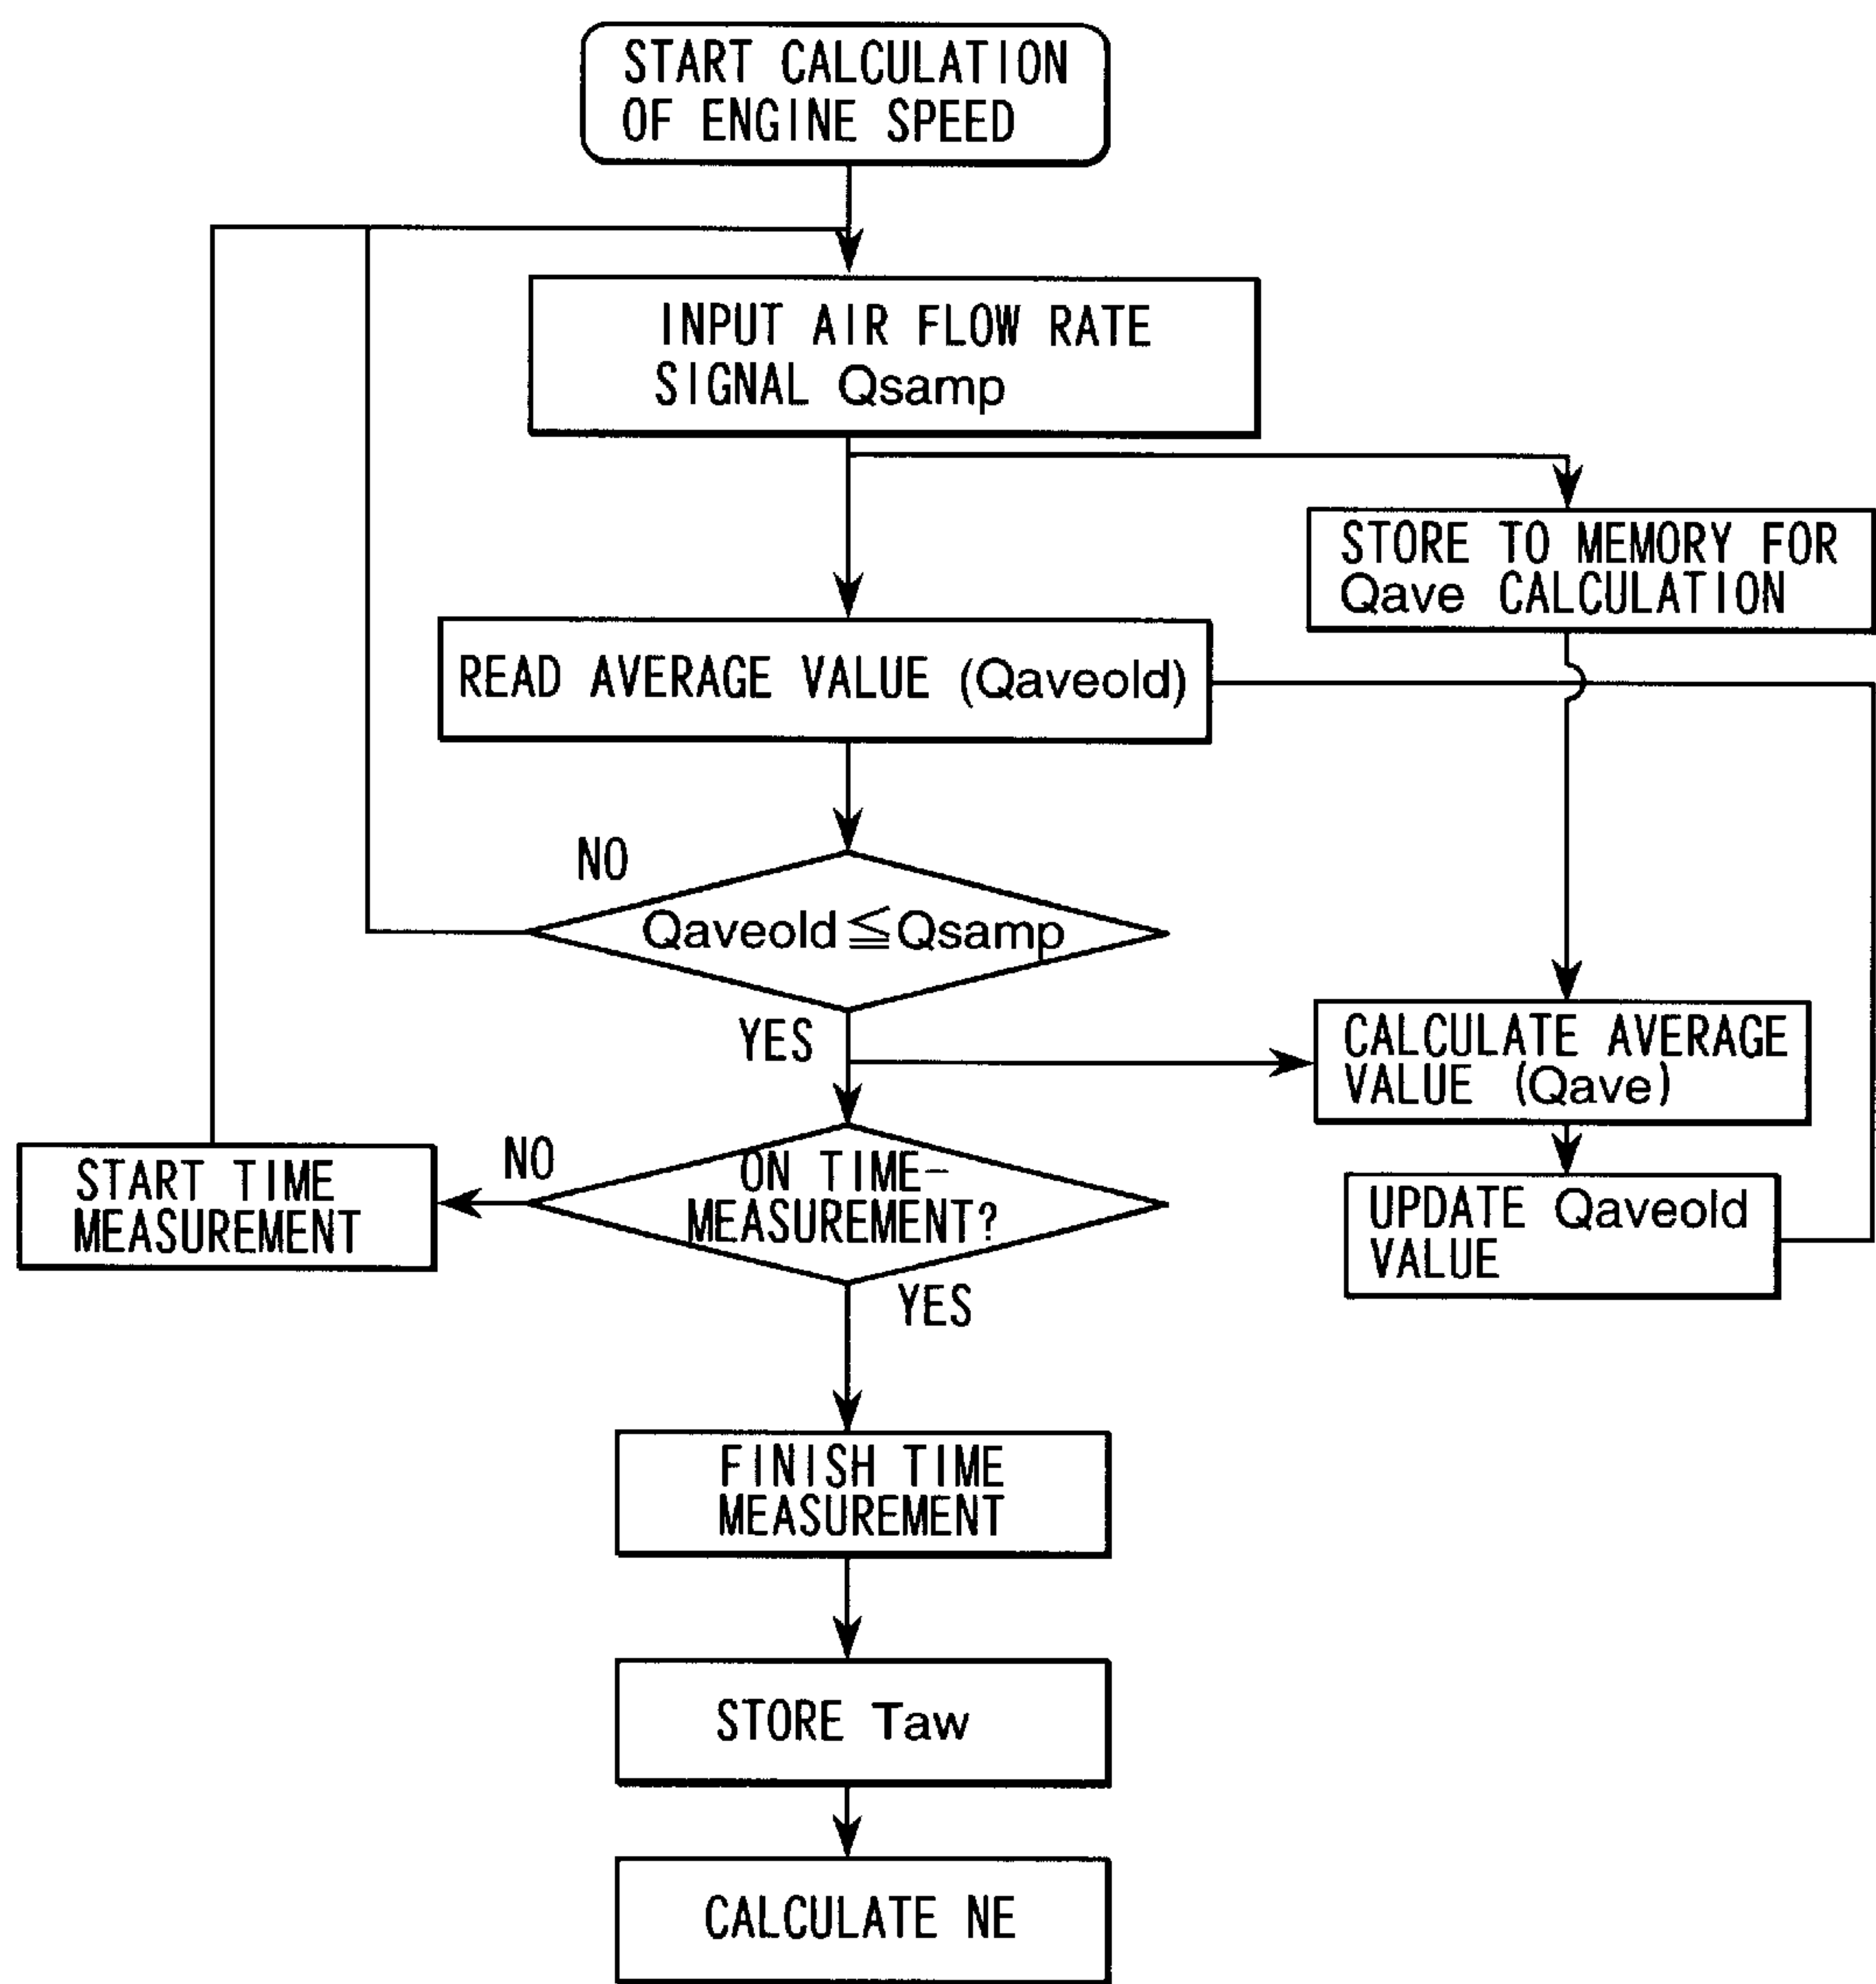 START CALCULATION
OF ENGINE SPEED
INPUT AIR FLOW RATE
SIGNAL Qsamp
STORE TO MEMORY FOR
Qave CALCULATION
READ AVERAGE VALUE (Qaveold)
NO
Qaveold≦Qsamp
YES
CALCULATE AVERAGE
VALUE (Qave)
START TIME
MEASUREMENT
NO
ON TIME-
MEASUREMENT?
UPDATE Qaveold
VALUE
YES
FINISH TIME
MEASUREMENT
STORE Taw
CALCULATE NE